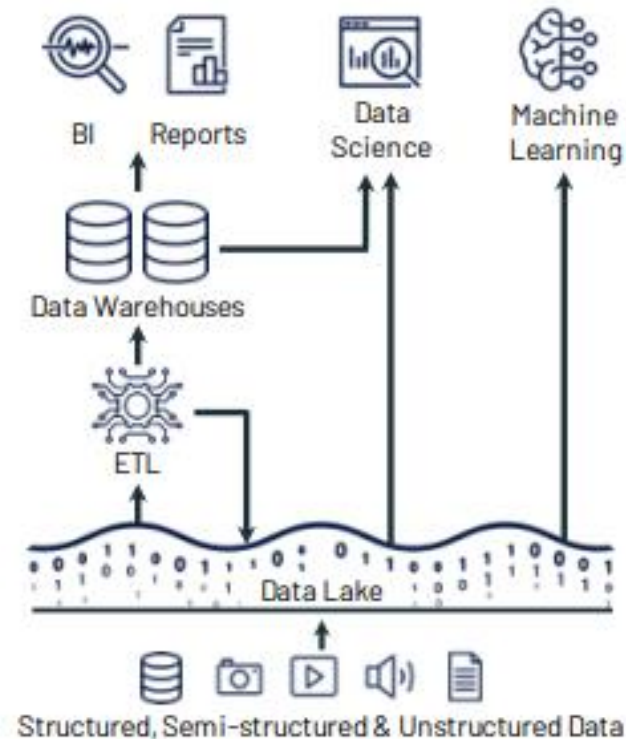 BI
Reports
Data
Science
Machine
Learning
Data Warehouses
ETL
Data Lake
Structured, Semi-structured & Unstructured Data